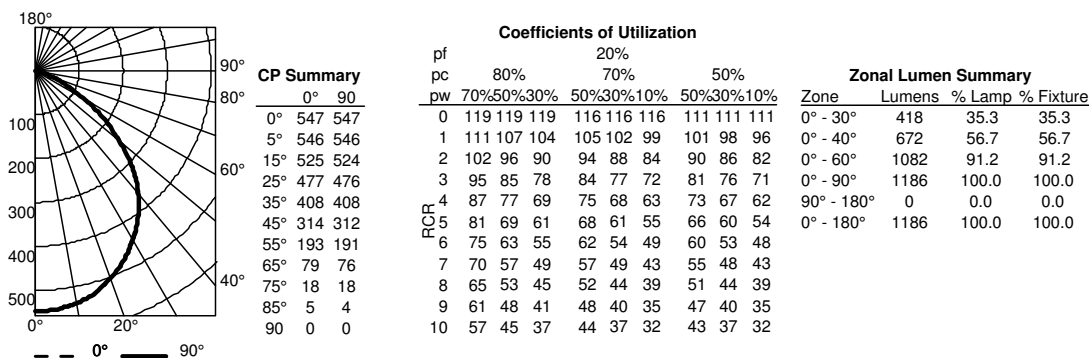 180°
90°
80°
60°
40°
100
200
300
400
500
0° 20°
0° 90°
CP Summary
0° 90
0° 547 547
5° 546 546
15° 525 524
25° 477 476
35° 408 408
45° 314 312
55° 193 191
65° 79 76
75° 18 18
85° 5 4
90 0 0
Coefficients of Utilization
pf 20%
pc 80% 70% 50%
pw 70%50%30% 50%30%10% 50%30%10%
RCR
0 119 119 119 116 116 116 111 111 111
1 111 107 104 105 102 99 101 98 96
2 102 96 90 94 88 84 90 86 82
3 95 85 78 84 77 72 81 76 71
4 87 77 69 75 68 63 73 67 62
5 81 69 61 68 61 55 66 60 54
6 75 63 55 62 54 49 60 53 48
7 70 57 49 57 49 43 55 48 43
8 65 53 45 52 44 39 51 44 39
9 61 48 41 48 40 35 47 40 35
10 57 45 37 44 37 32 43 37 32
Zonal Lumen Summary
Zone Lumens % Lamp % Fixture
0° - 30° 418 35.3 35.3
0° - 40° 672 56.7 56.7
0° - 60° 1082 91.2 91.2
0° - 90° 1186 100.0 100.0
90° - 180° 0 0.0 0.0
0° - 180° 1186 100.0 100.0